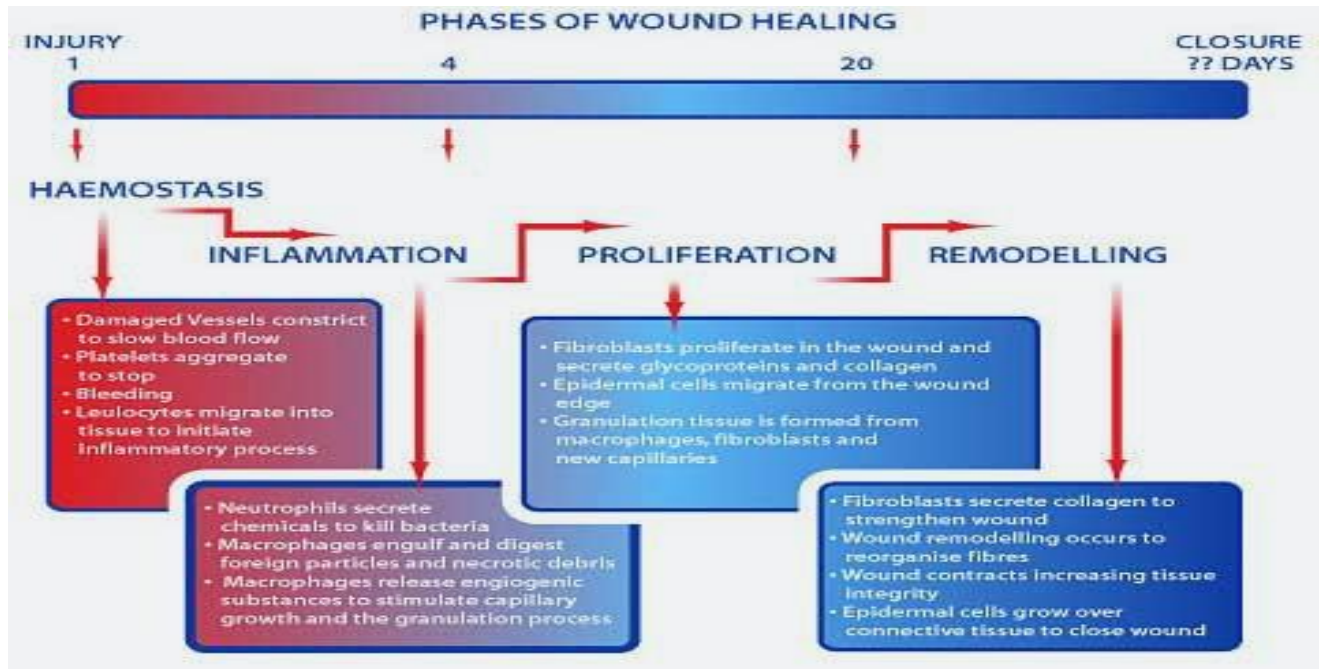 PHASES OF WOUND HEALING
INJURY
1
4
20
CLOSURE
?? DAYS
HAEMOSTASIS
INFLAMMATION
PROLIFERATION
REMODELLING
• Damaged Vessels constrict
to slow blood flow
• Platelets aggregate
to stop
• Bleeding
• Leulocytes migrate into
tissue to initiate
inflammatory process
• Neutrophils secrete
chemicals to kill bacteria
• Macrophages engulf and digest
foreign particles and necrotic debris
• Macrophages release engiogenic
substances to stimulate capillary
growth and the granulation process
• Fibroblasts proliferate in the wound and
secrete glycoproteins and collagen
• Epidermal cells migrate from the wound
edge
• Granulation tissue is formed from
macrophages, fibroblasts and
new capillaries
• Fibroblasts secrete collagen to
strengthen wound
• Wound remodelling occurs to
reorganise fibres
• Wound contracts increasing tissue
integrity
• Epidermal cells grow over
connective tissue to close wound